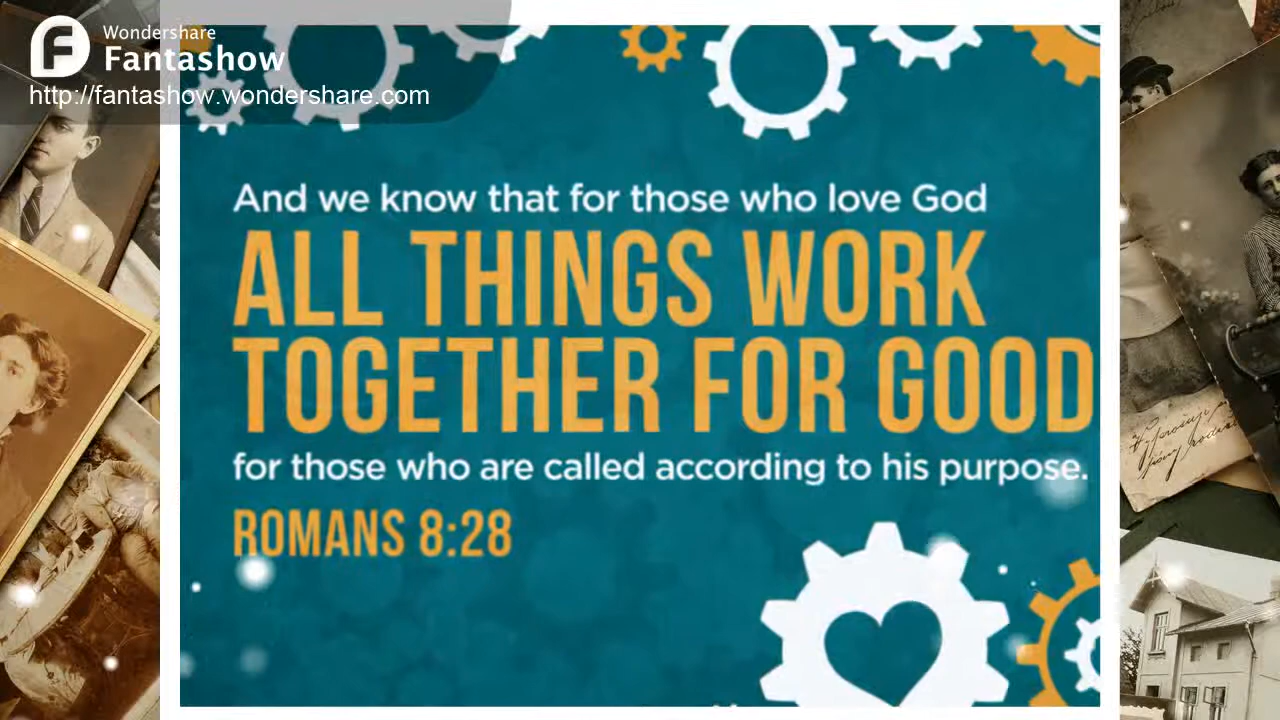 Wondershare
Fantashow
http://fantashow.wondershare.com
And we know that for those who love God
ALL THINGS WORK
TOGETHER FOR GOOD
for those who are called according to his purpose.
ROMANS 8:28